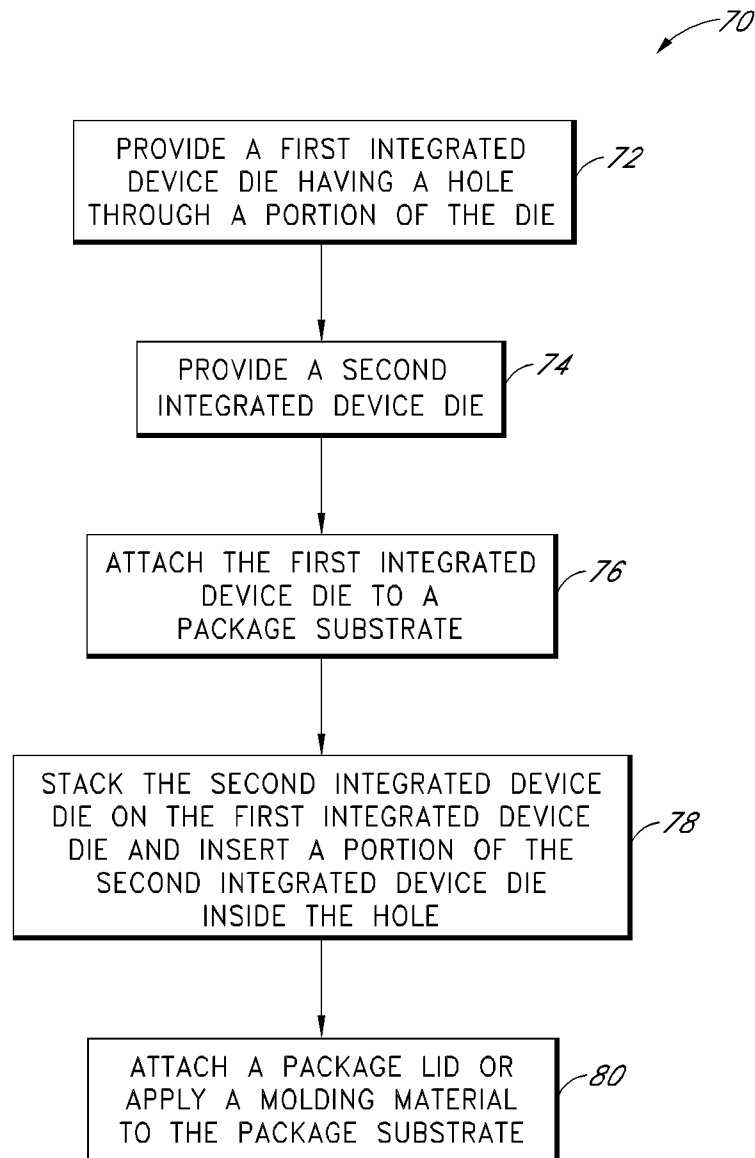 70
PROVIDE A FIRST INTEGRATED
DEVICE DIE HAVING A HOLE
THROUGH A PORTION OF THE DIE
72
PROVIDE A SECOND
INTEGRATED DEVICE DIE
74
ATTACH THE FIRST INTEGRATED
DEVICE DIE TO A
PACKAGE SUBSTRATE
76
STACK THE SECOND INTEGRATED DEVICE
DIE ON THE FIRST INTEGRATED DEVICE
DIE AND INSERT A PORTION OF THE
SECOND INTEGRATED DEVICE DIE
INSIDE THE HOLE
78
ATTACH A PACKAGE LID OR
APPLY A MOLDING MATERIAL
TO THE PACKAGE SUBSTRATE
80